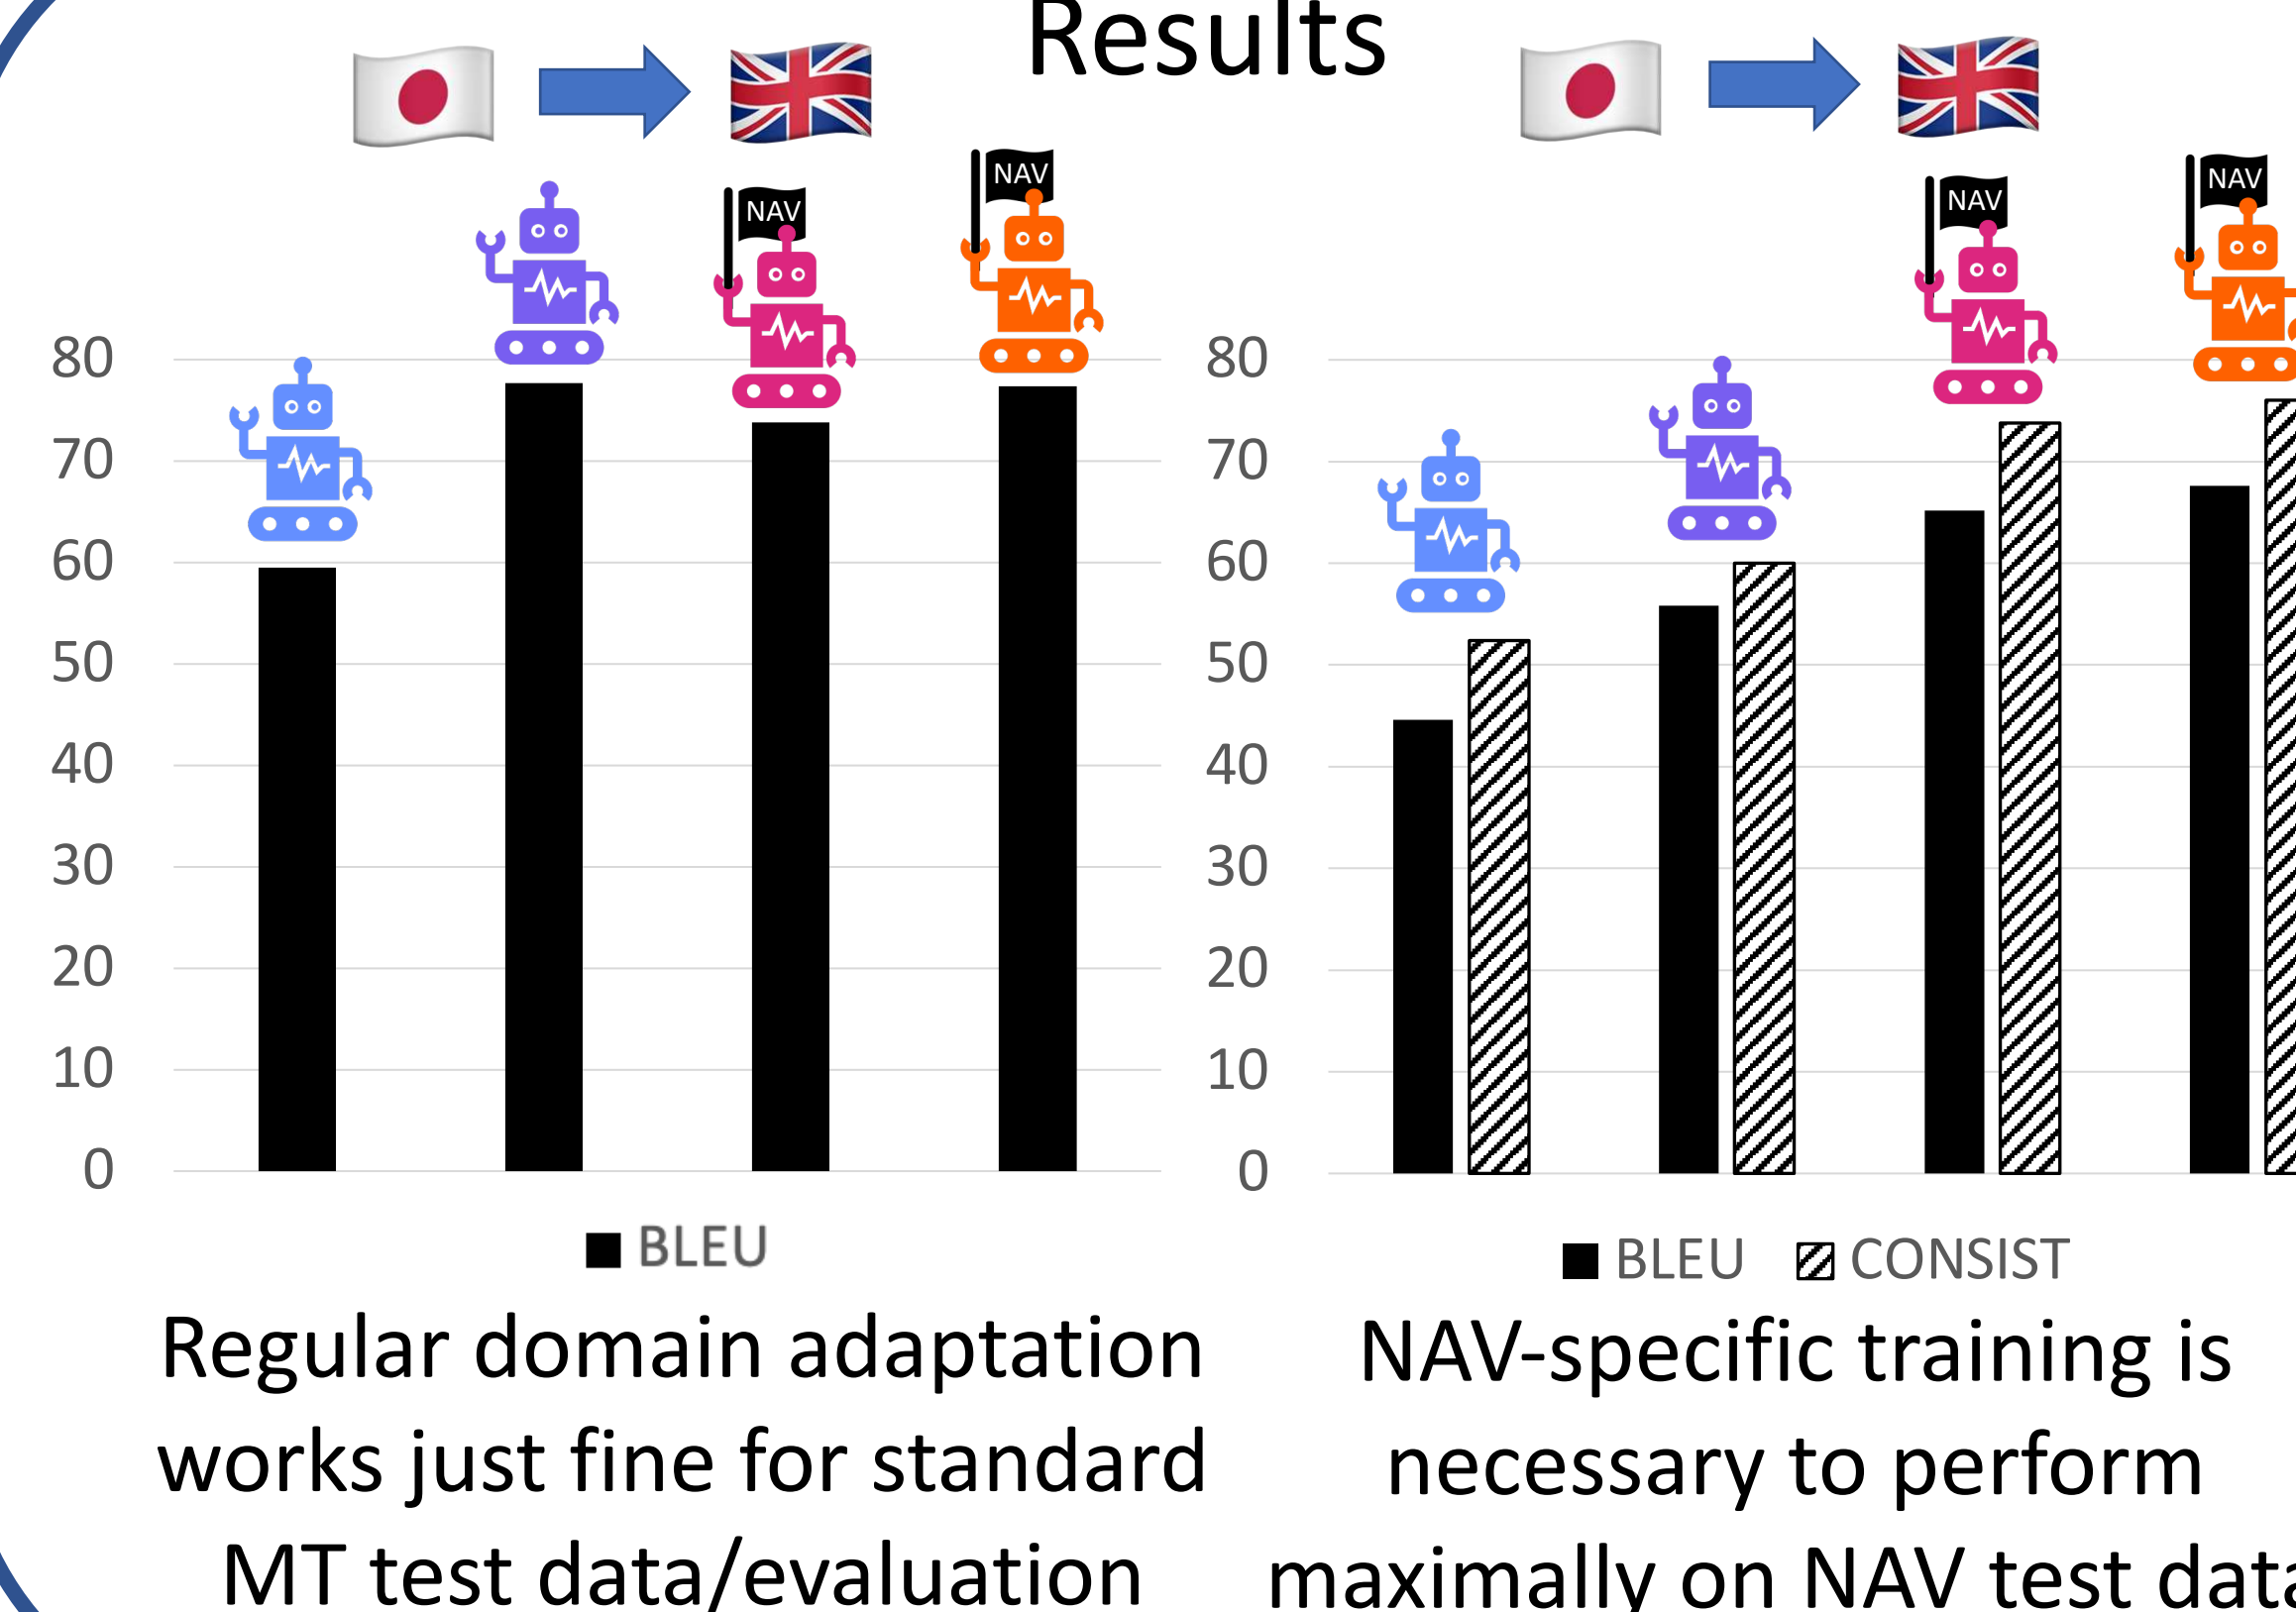 Results
NAV
NAV
80
70
60
50
40
30
20
10
0
BLEU
Regular domain adaptation
works just fine for standard
MT test data/evaluation
NAV
NAV
80
70
60
50
40
30
20
10
0
BLEU CONSIST
NAV-specific training is
necessary to perform
maximally on NAV test data